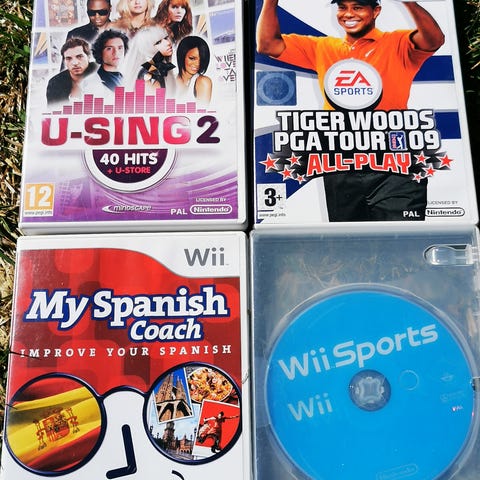 U-SING 2
40 HITS
+ U-STORE
12
www.pegi.info
mindscape
PAL
LICENSED BY
Nintendo
EA
SPORTS
TIGER WOODS
PGA TOUR 09
ALL-PLAY
3+
www.pegi.info
PAL
LICENSED BY
Nintendo
Wii
My Spanish
Coach
IMPROVE YOUR SPANISH
Wii Sports
Wii
PAL
Nintendo